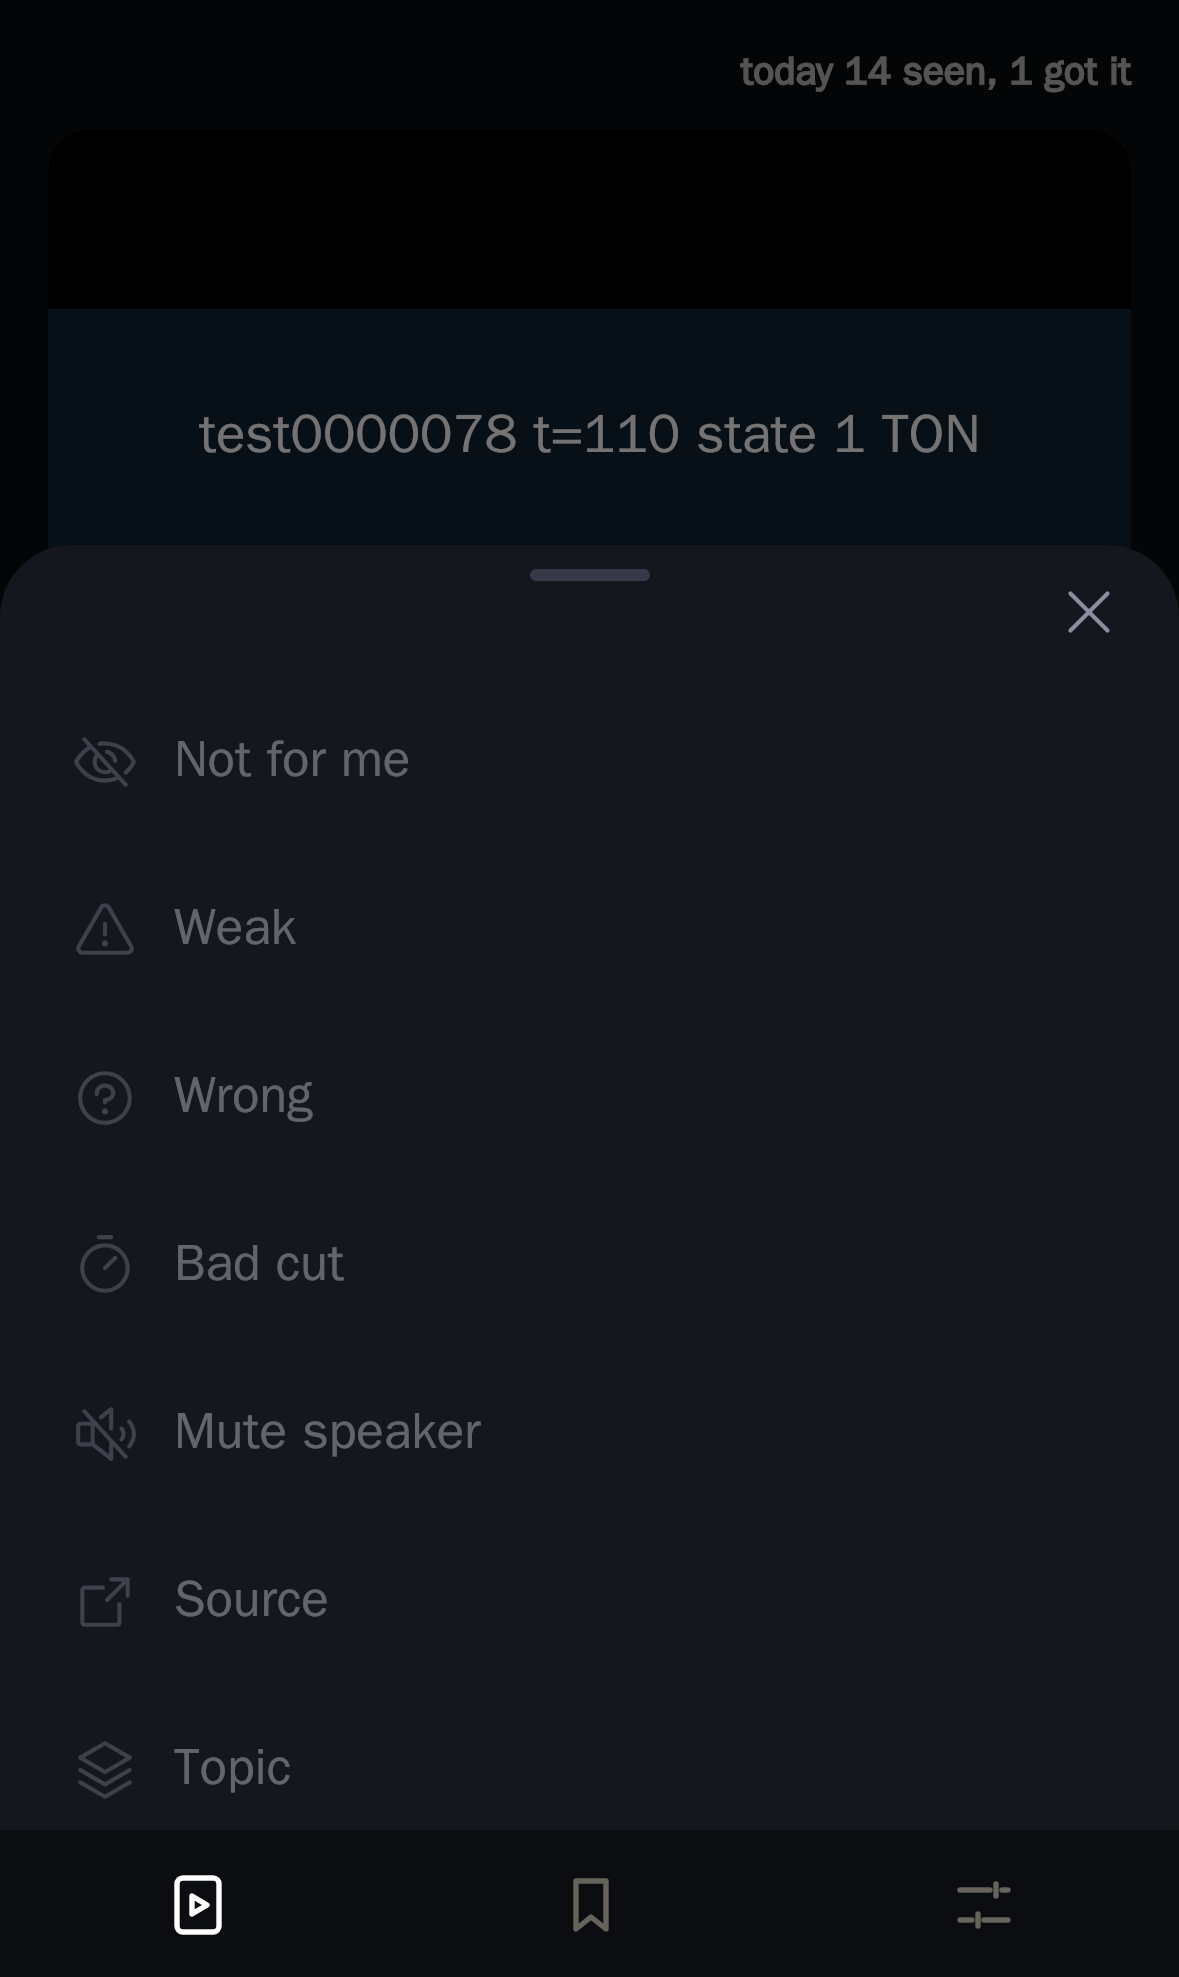 today 14 seen, 1 got it
test0000078 t=110 state 1 TON
Not for me
Weak
Wrong
Bad cut
Mute speaker
Source
Topic